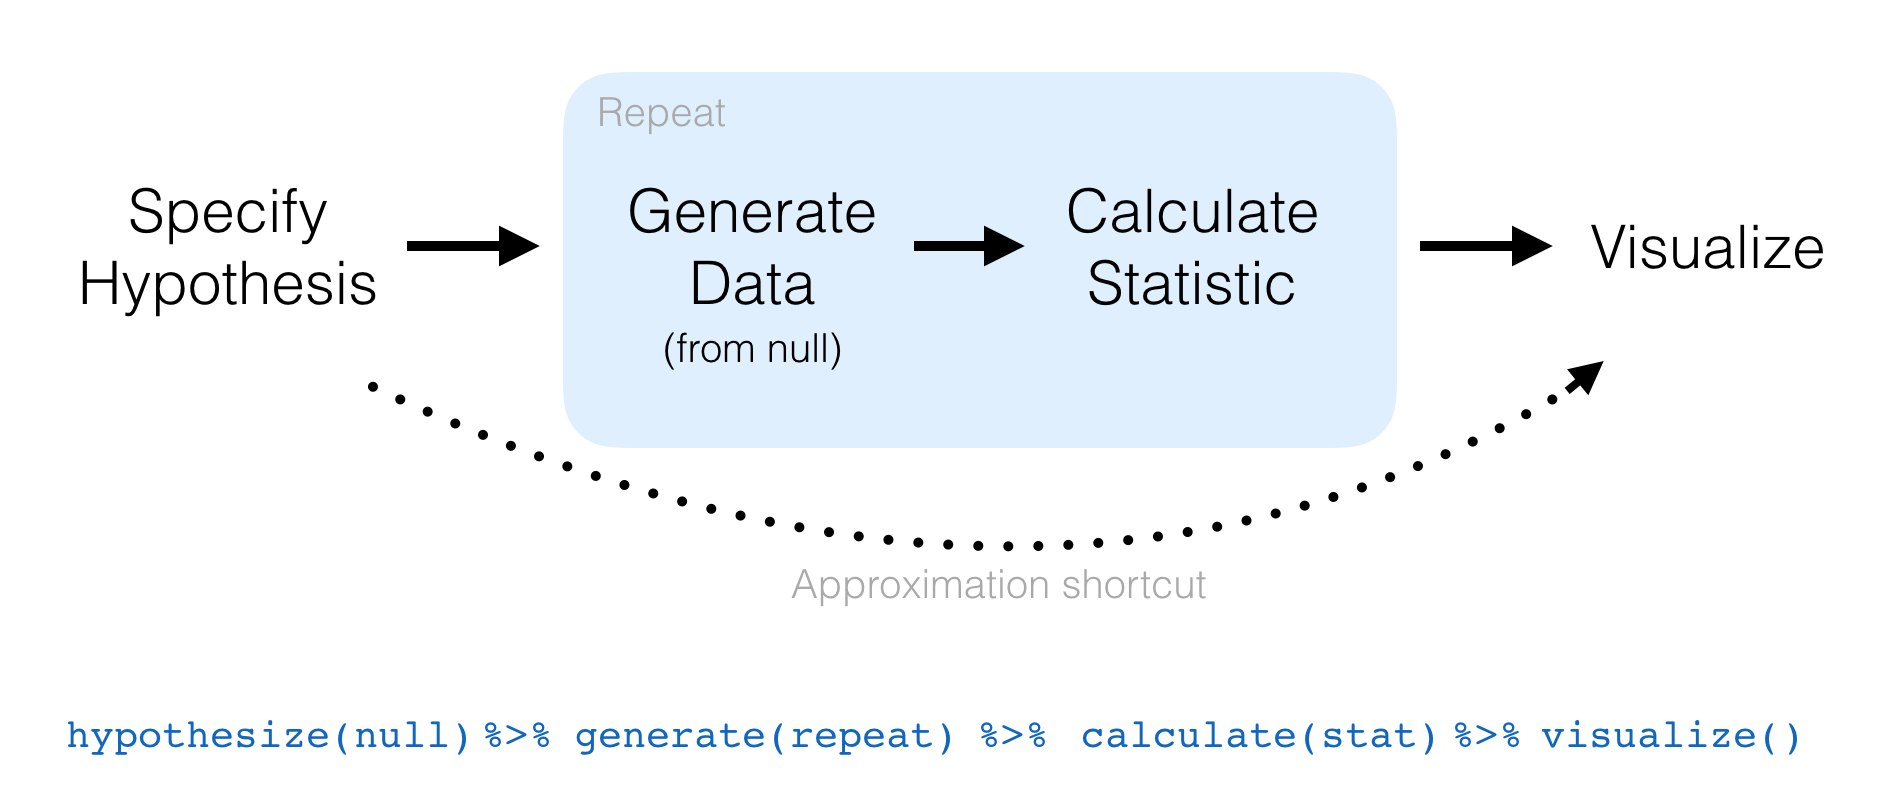 Repeat
Specify
Hypothesis
Generate
Data
(from null)
Calculate
Statistic
Visualize
Approximation shortcut
hypothesize(null) %>% generate(repeat) %>% calculate(stat) %>% visualize()